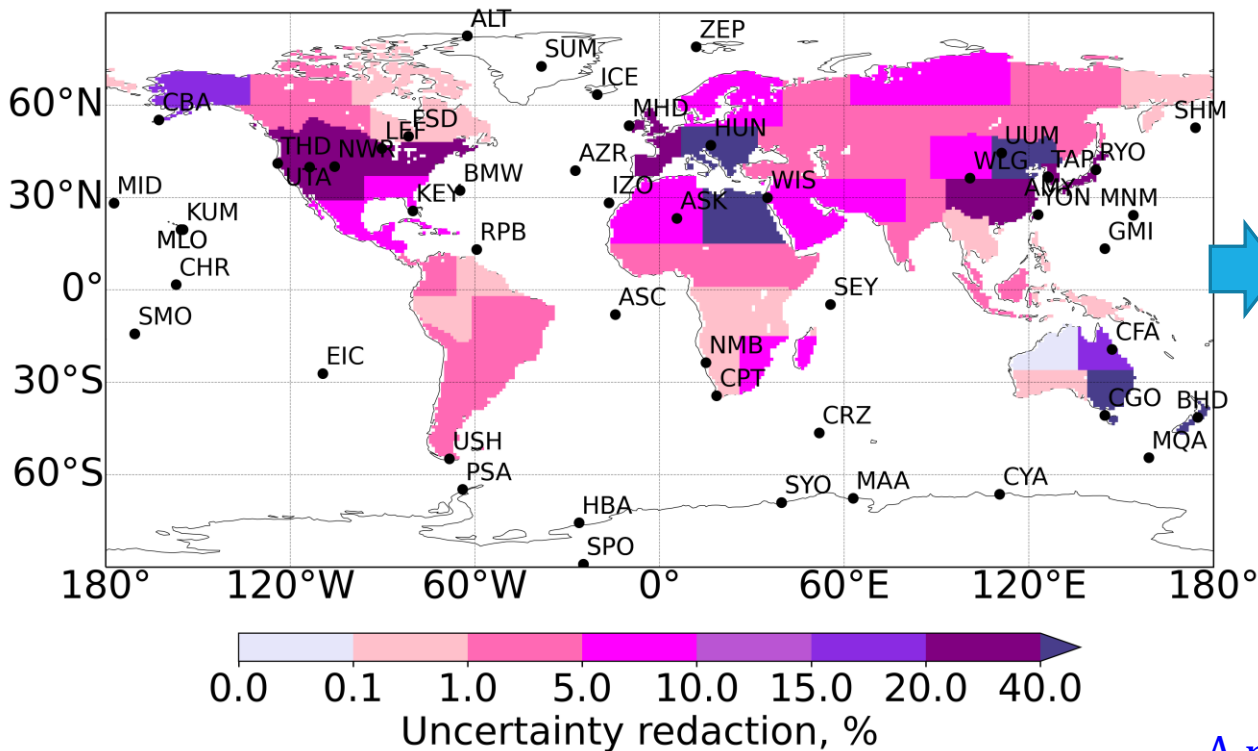 ALT
ZEP
SUM
ICE
60°N
CBA
FSD
MHD
SHM
LEF
HUN
UUM
THD
NWR
AZR
WLG
TAP
RYO
UTA
BMW
30°N
MID
IZO
WIS
AMY
KEY
ASK
YON
MNM
KUM
MLO
RPB
GMI
CHR
0°
ASC
SEY
SMO
CFA
EIC
NMB
30°S
CPT
CGO
BHD
CRZ
MQA
USH
60°S
PSA
SYO
MAA
CYA
HBA
SPO
180° 120°W 60°W 0° 60°E 120°E 180°
0.0 0.1 1.0 5.0 10.0 15.0 20.0 40.0
Uncertainty redaction, %